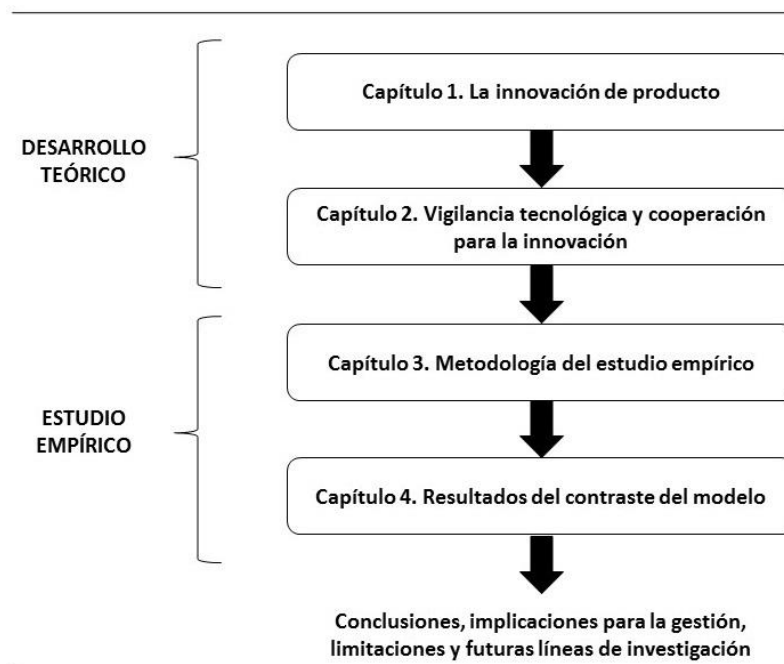 Capítulo 1. La innovación de producto
DESARROLLO
TEÓRICO
Capítulo 2. Vigilancia tecnológica y cooperación
para la innovación
Capítulo 3. Metodología del estudio empírico
ESTUDIO
EMPÍRICO
Capítulo 4. Resultados del contraste del modelo
Conclusiones, implicaciones para la gestión,
limitaciones y futuras líneas de investigación